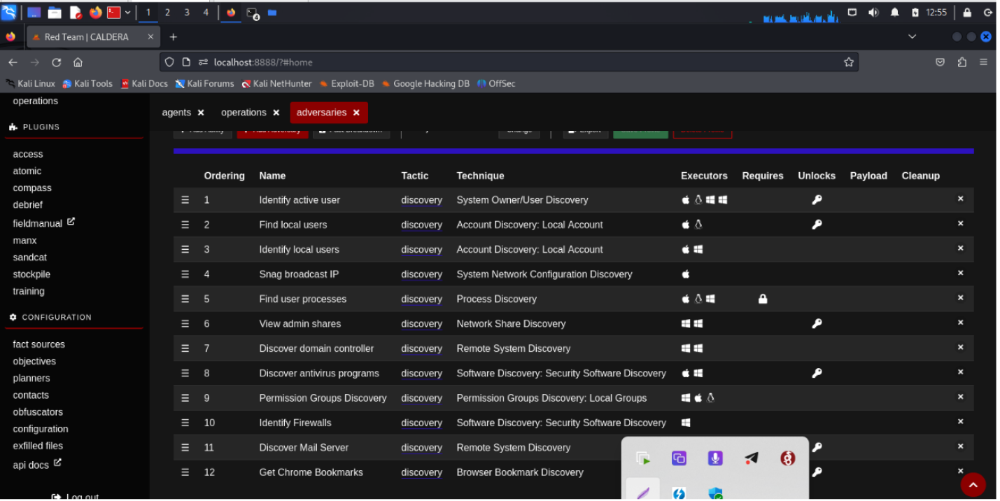 1 2 3 4 4 12:55
Red Team | CALDERA
localhost:8888/?#home
Kali Linux Kali Tools Kali Docs Kali Forums Kali NetHunter Exploit-DB Google Hacking DB OffSec
operations
agents operations adversaries
PLUGINS
access
atomic
compass
debrief
fieldmanual
manx
sandcat
stockpile
training
CONFIGURATION
fact sources
objectives
planners
contacts
obfuscators
configuration
exfilled files
api docs
Log out
Ordering Name Tactic Technique Executors Requires Unlocks Payload Cleanup
1 Identify active user discovery System Owner/User Discovery
2 Find local users discovery Account Discovery: Local Account
3 Identify local users discovery Account Discovery: Local Account
4 Snag broadcast IP discovery System Network Configuration Discovery
5 Find user processes discovery Process Discovery
6 View admin shares discovery Network Share Discovery
7 Discover domain controller discovery Remote System Discovery
8 Discover antivirus programs discovery Software Discovery: Security Software Discovery
9 Permission Groups Discovery discovery Permission Groups Discovery: Local Groups
10 Identify Firewalls discovery Software Discovery: Security Software Discovery
11 Discover Mail Server discovery Remote System Discovery
12 Get Chrome Bookmarks discovery Browser Bookmark Discovery